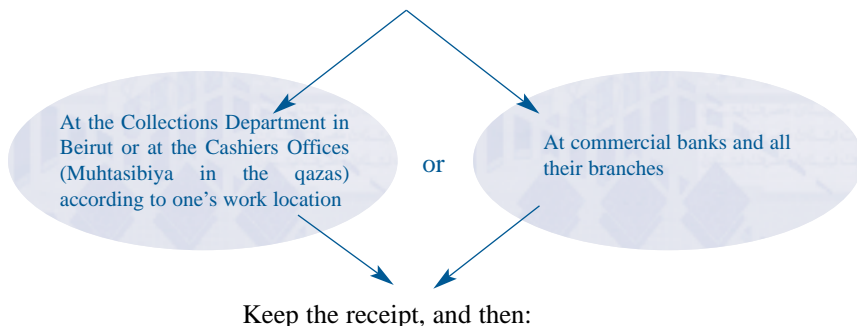 At the Collections Department in
Beirut or at the Cashiers Offices
(Muhtasibiya in the qazas)
according to one’s work location
or
At commercial banks and all
their branches
Keep the receipt, and then: